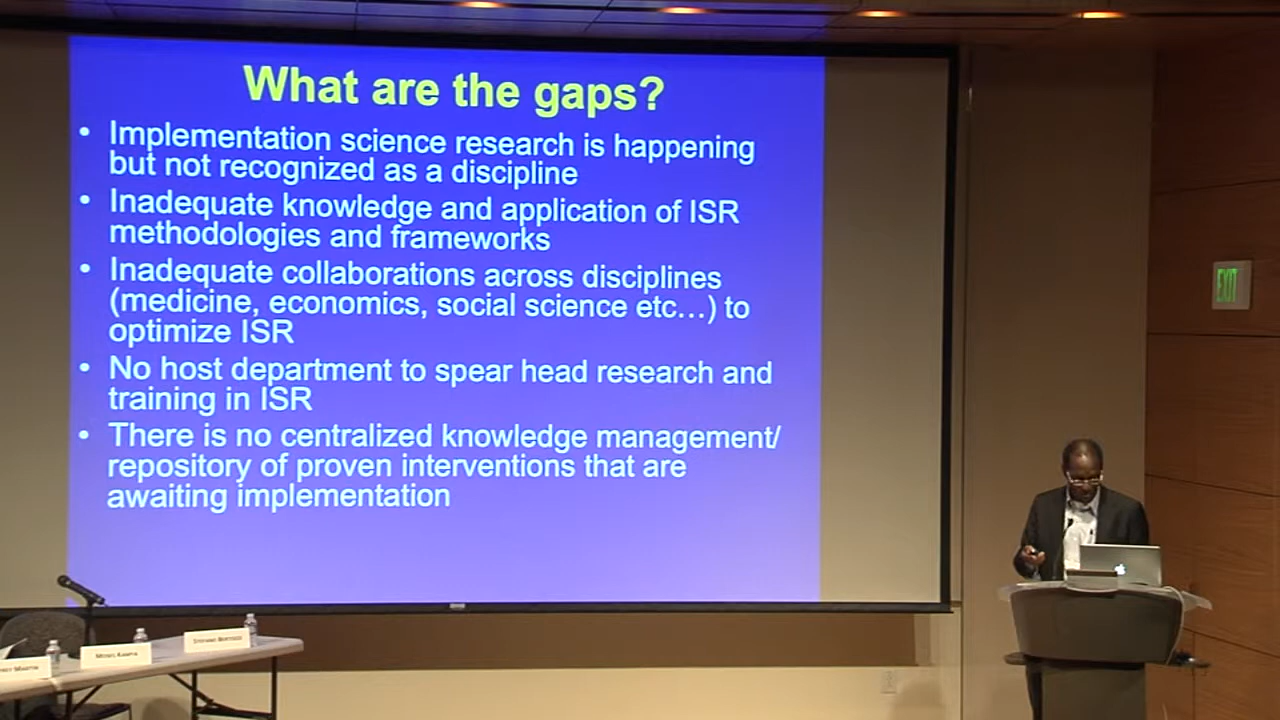 What are the gaps?
• Implementation science research is happening
but not recognized as a discipline
• Inadequate knowledge and application of ISR
methodologies and frameworks
• Inadequate collaborations across disciplines
(medicine, economics, social science etc...) to
optimize ISR
• No host department to spear head research and
training in ISR
• There is no centralized knowledge management/
repository of proven interventions that are
awaiting implementation
EXIT
Martin
Stefano Bertozzi